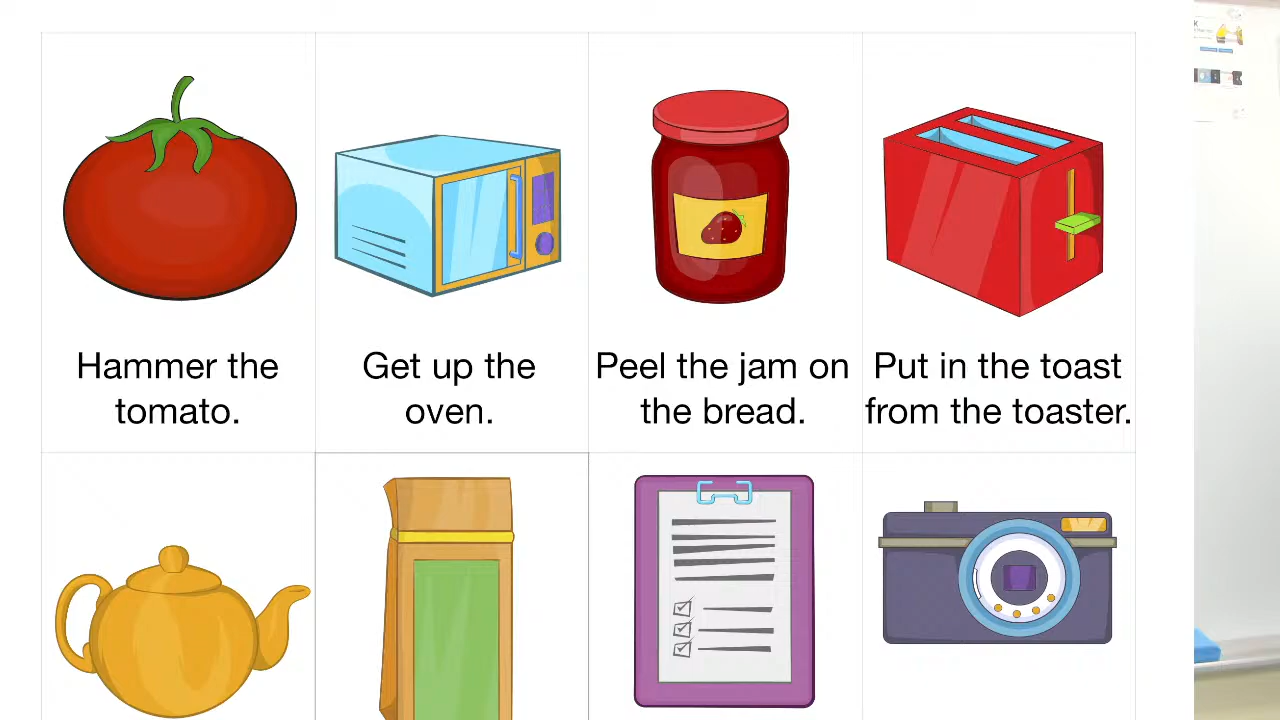 Hammer the
tomato.
Get up the
oven.
Peel the jam on
the bread.
Put in the toast
from the toaster.